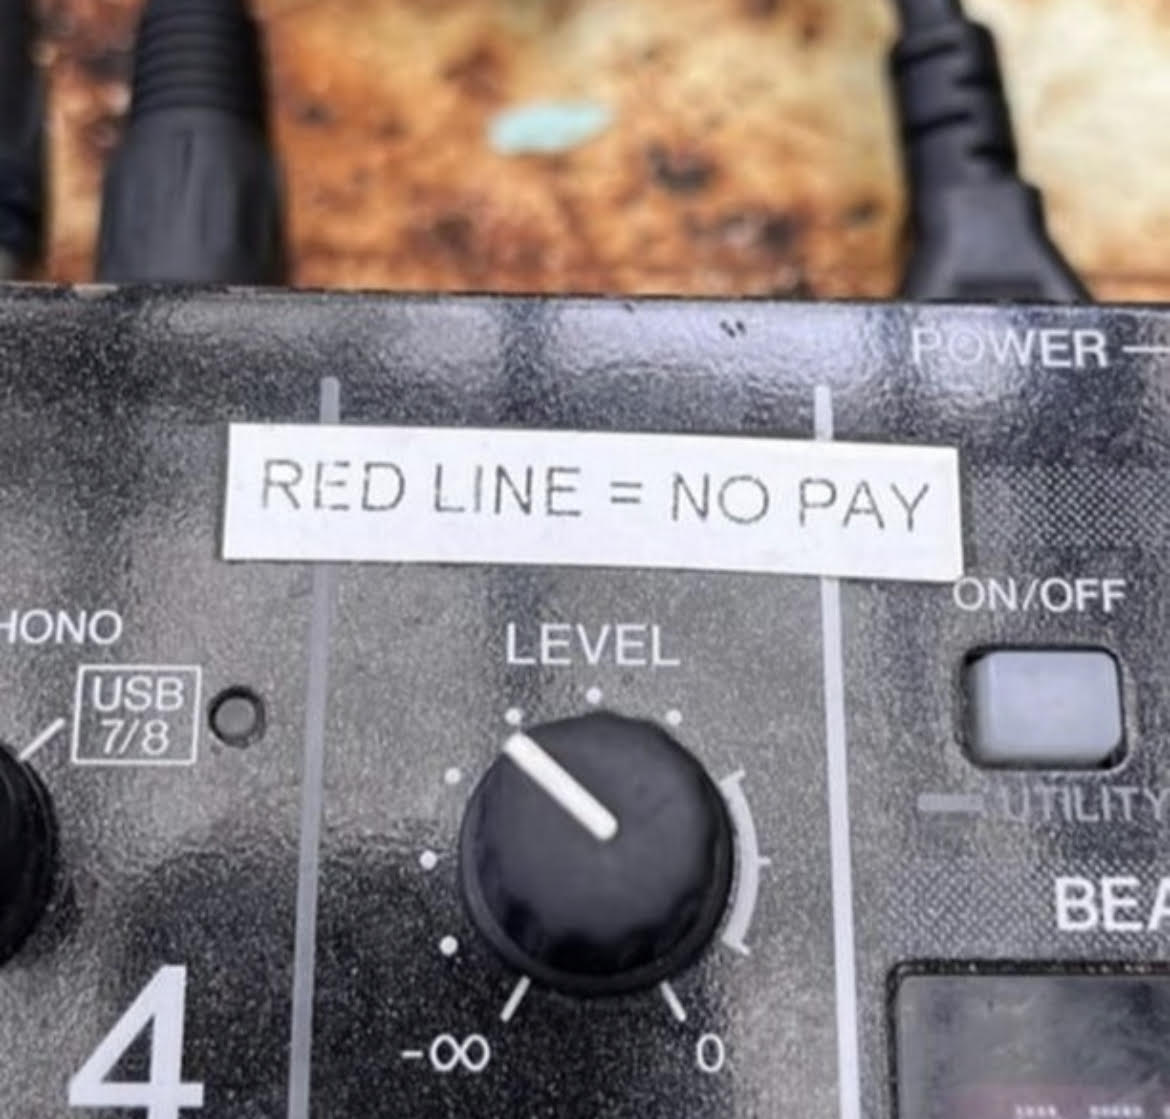 POWER
RED LINE = NO PAY
ON/OFF
HONO
LEVEL
USB
7/8
UTILITY
BEA
4
-∞
0